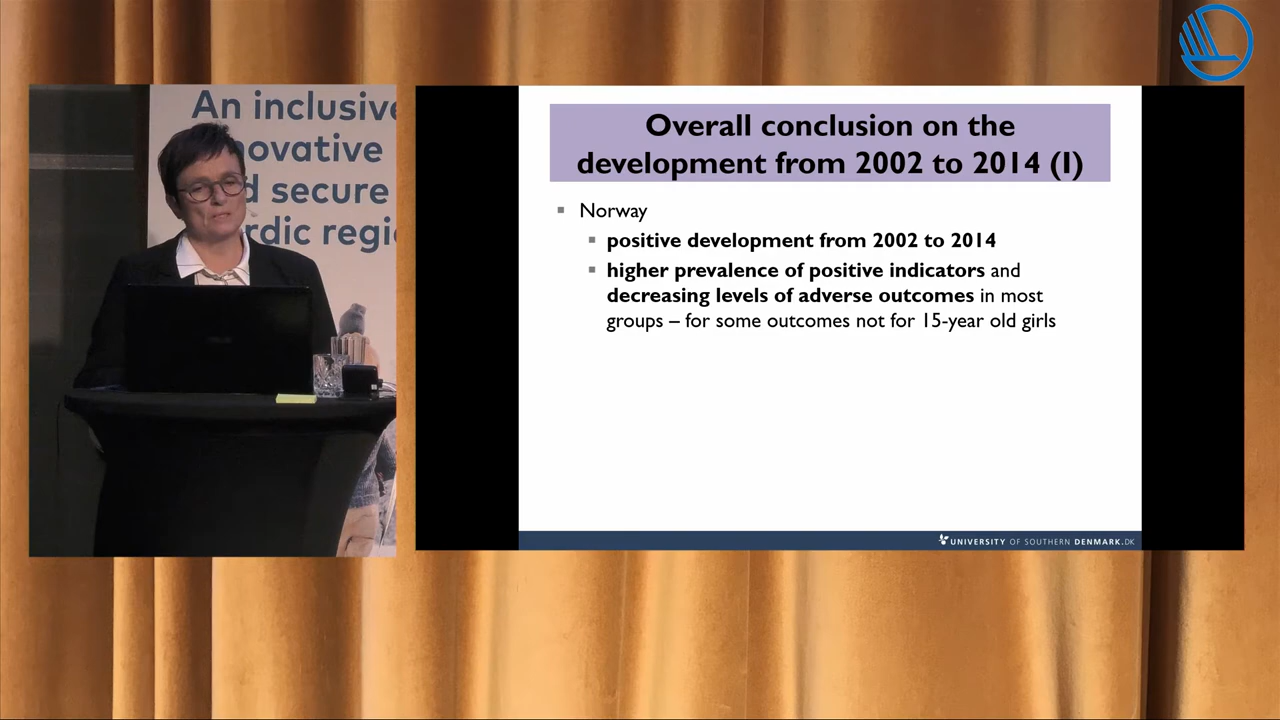 An inclusive
novative
d secure
rdic regi
Overall conclusion on the
development from 2002 to 2014 (I)
Norway
positive development from 2002 to 2014
higher prevalence of positive indicators and
decreasing levels of adverse outcomes in most
groups – for some outcomes not for 15-year old girls
UNIVERSITY OF SOUTHERN DENMARK.DK